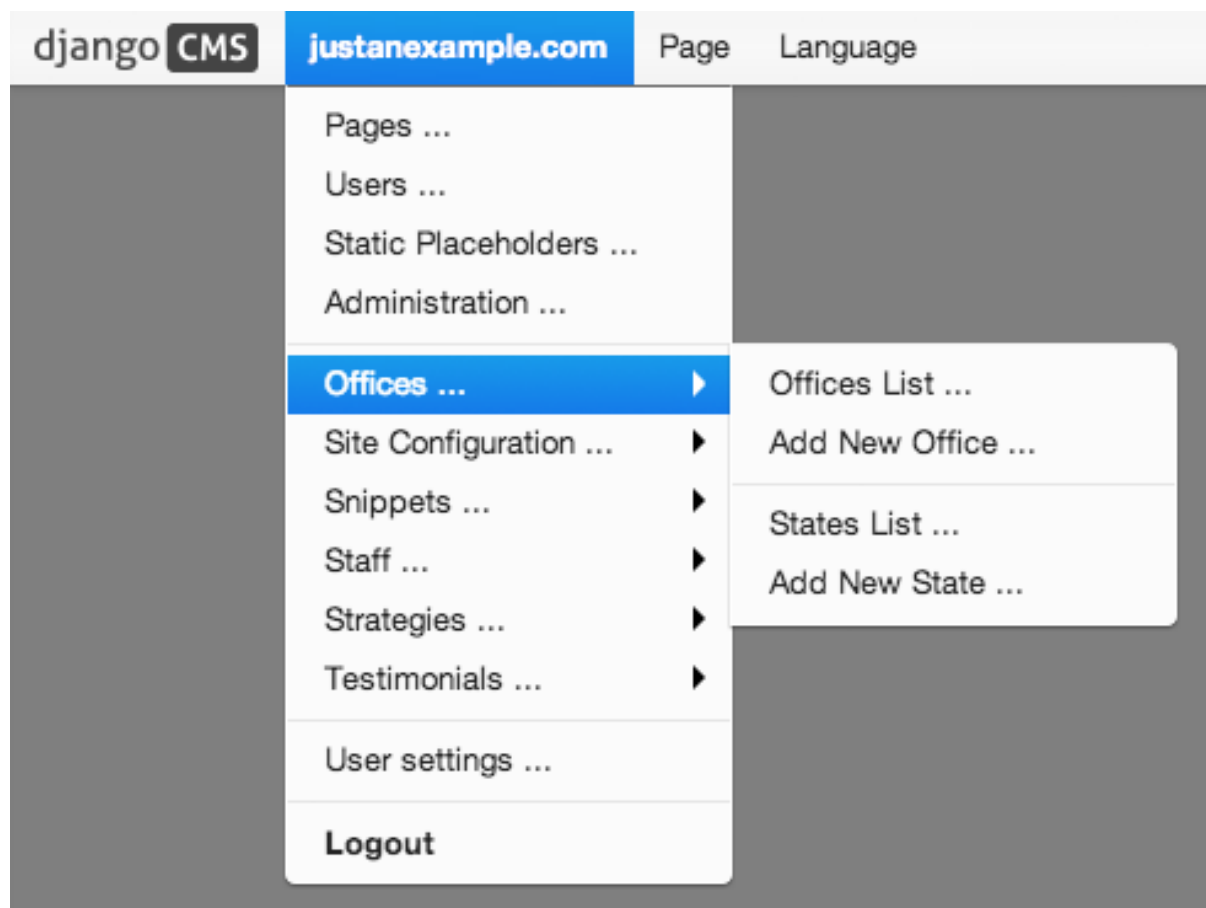 django CMS justanexample.com Page Language
Pages ...
Users ...
Static Placeholders ...
Administration ...
Offices ...
Site Configuration ...
Snippets ...
Staff ...
Strategies ...
Testimonials ...
User settings ...
Logout
Offices List ...
Add New Office ...
States List ...
Add New State ...